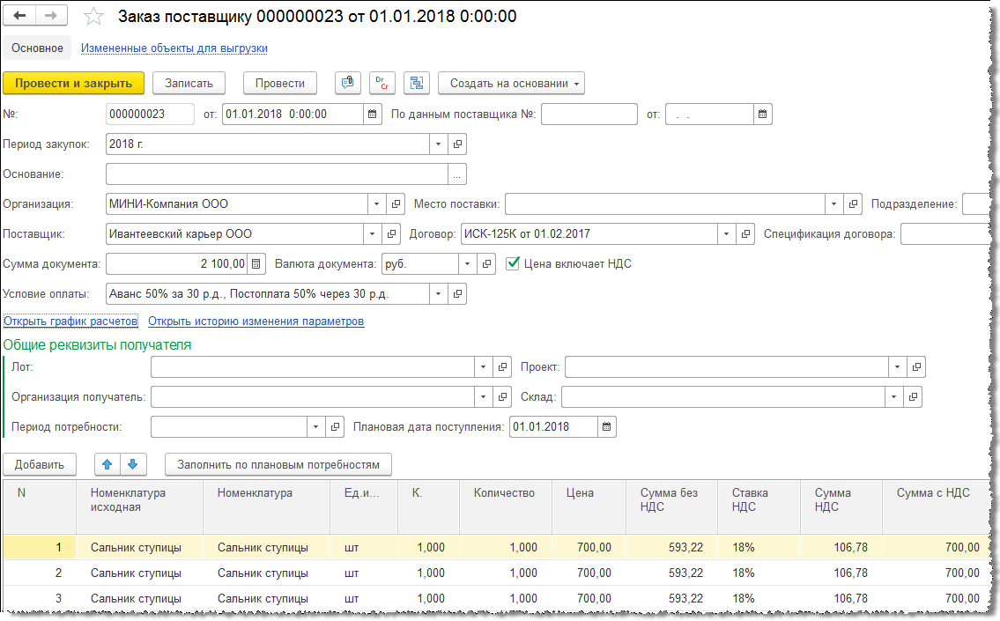 Заказ поставщику 000000023 от 01.01.2018 0:00:00
Основное Измененные объекты для выгрузки
Провести и закрыть Записать Провести Dr Cr Создать на основании
№: 000000023 от: 01.01.2018 0:00:00 По данным поставщика №: от: . .
Период закупок: 2018 г.
Основание: ...
Организация: МИНИ-Компания ООО Место поставки: Подразделение:
Поставщик: Ивантеевский карьер ООО Договор: ИСК-125К от 01.02.2017 Спецификация договора:
Сумма документа: 2 100,00 Валюта документа: руб. Цена включает НДС
Условие оплаты: Аванс 50% за 30 р.д., Постоплата 50% через 30 р.д.
Открыть график расчетов Открыть историю изменения параметров
Общие реквизиты получателя
Лот: Проект:
Организация получатель: Склад:
Период потребности: Плановая дата поступления: 01.01.2018
Добавить Заполнить по плановым потребностям
N Номенклатура исходная Номенклатура Ед.и... К. Количество Цена Сумма без НДС Ставка НДС Сумма НДС Сумма с НДС
1 Сальник ступицы Сальник ступицы шт 1,000 1,000 700,00 593,22 18% 106,78 700,00
2 Сальник ступицы Сальник ступицы шт 1,000 1,000 700,00 593,22 18% 106,78 700,00
3 Сальник ступицы Сальник ступицы шт 1,000 1,000 700,00 593,22 18% 106,78 700,00